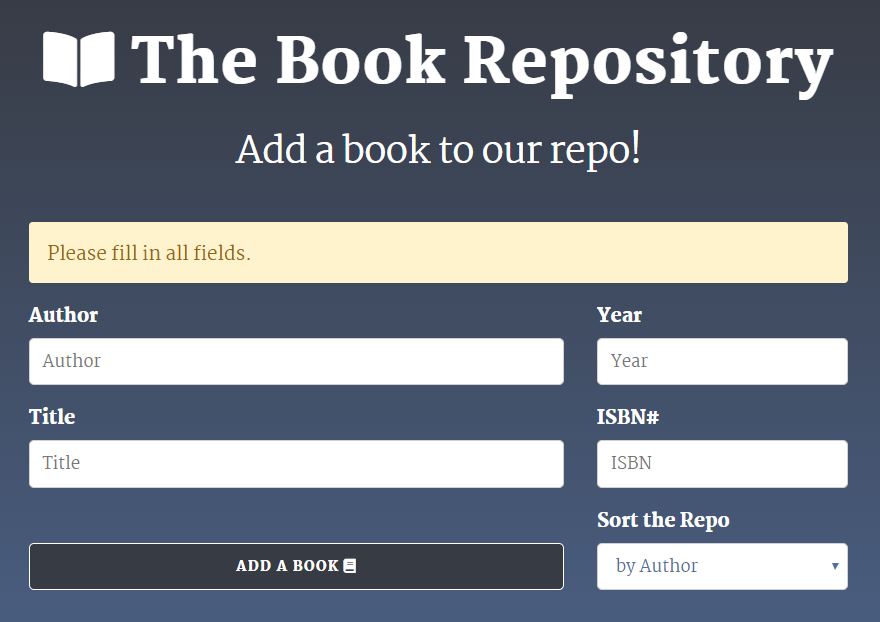 The Book Repository
Add a book to our repo!
Please fill in all fields.
Author
Year
Author
Year
Title
ISBN#
Title
ISBN
Sort the Repo
ADD A BOOK
by Author